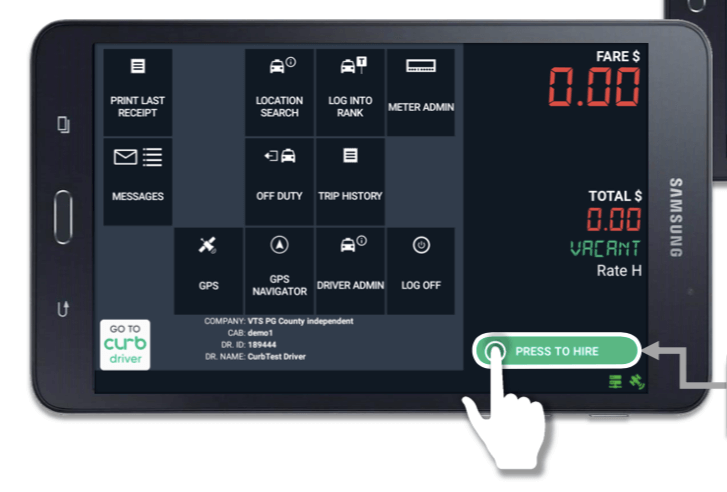 PRINT LAST
RECEIPT
LOCATION
SEARCH
LOG INTO
RANK
METER ADMIN
MESSAGES
OFF DUTY
TRIP HISTORY
GPS
GPS
NAVIGATOR
DRIVER ADMIN
LOG OFF
GO TO
curb
driver
COMPANY: VTS PG County independent
CAB: demo1
DR. ID: 189444
DR. NAME: CurbTest Driver
FARE $
0.00
TOTAL $
0.00
VACANT
Rate H
PRESS TO HIRE
SAMSUNG